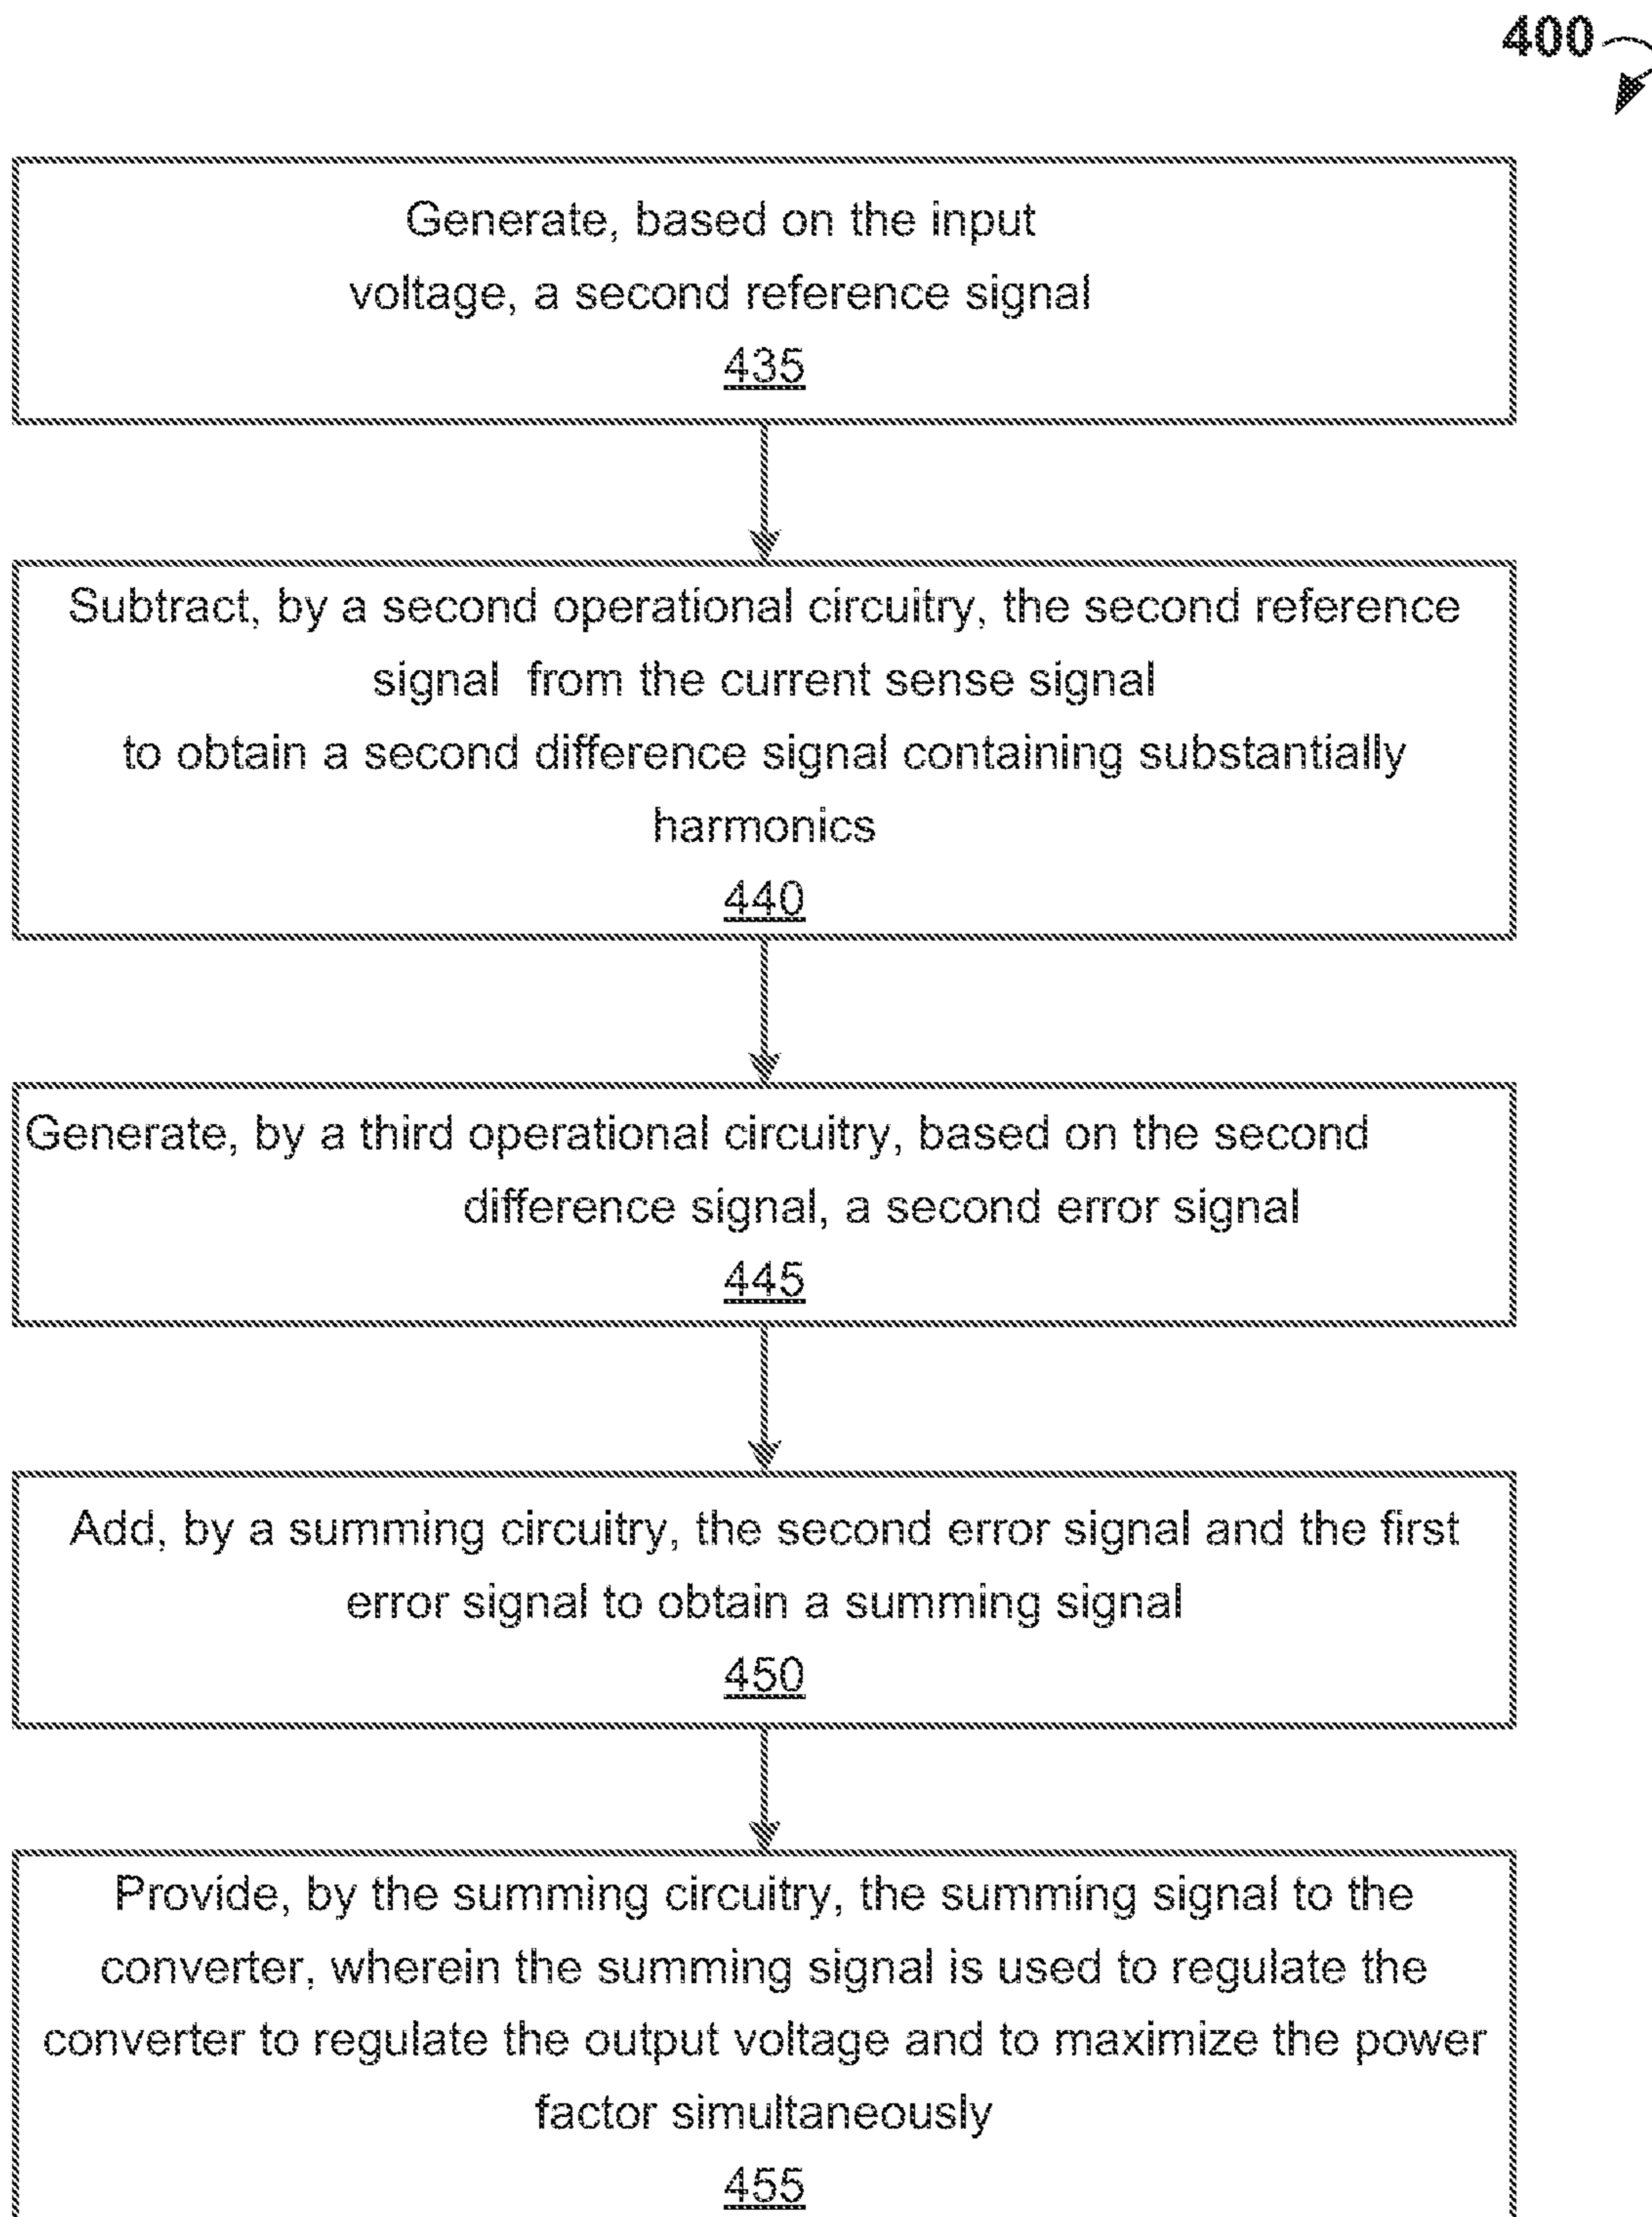 400
Generate, based on the input
voltage, a second reference signal
435
Subtract, by a second operational circuitry, the second reference
signal from the current sense signal
to obtain a second difference signal containing substantially
harmonics
440
Generate, by a third operational circuitry, based on the second
difference signal, a second error signal
445
Add, by a summing circuitry, the second error signal and the first
error signal to obtain a summing signal
450
Provide, by the summing circuitry, the summing signal to the
converter, wherein the summing signal is used to regulate the
converter to regulate the output voltage and to maximize the power
factor simultaneously
455